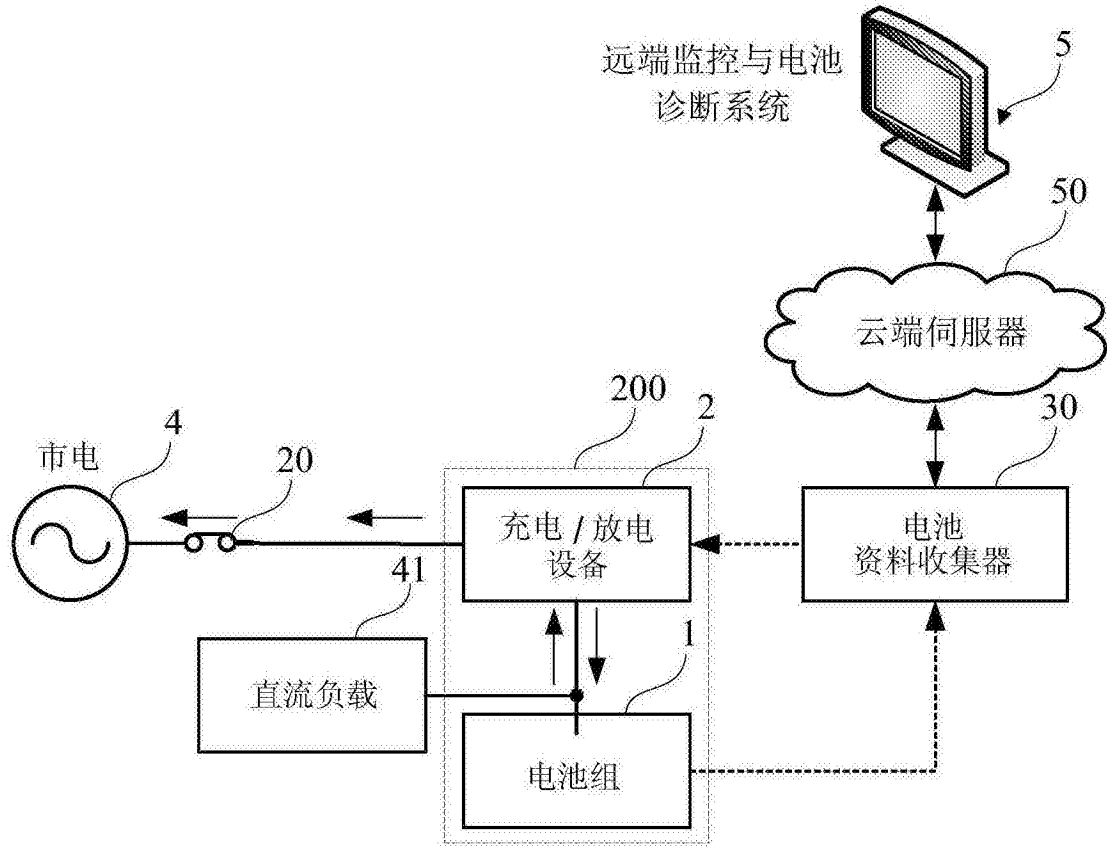 远端监控与电池
诊断系统
5
50
云端伺服器
30
200
2
市电
4
20
充电 / 放电
设备
电池
资料收集器
41
直流负载
1
电池组